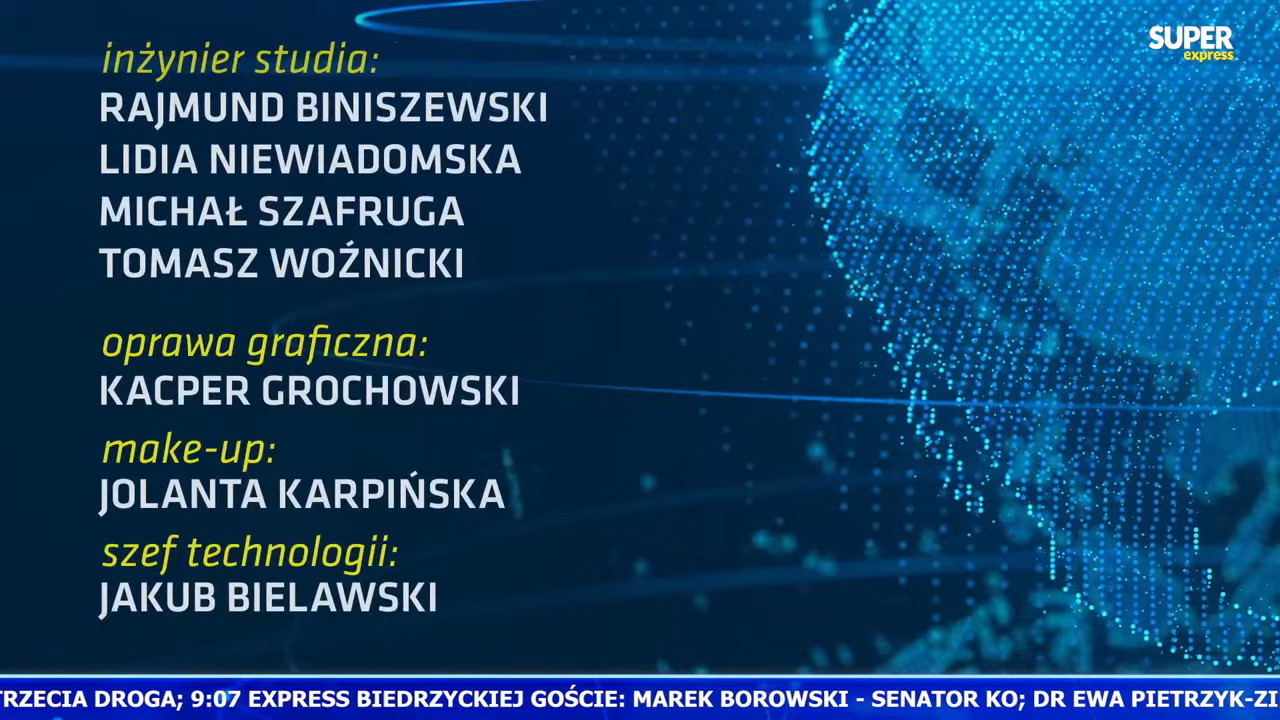 inżynier studia:
RAJMUND BINISZEWSKI
LIDIA NIEWIADOMSKA
MICHAŁ SZAFRUGA
TOMASZ WOŹNICKI
oprawa graficzna:
KACPER GROCHOWSKI
make-up:
JOLANTA KARPIŃSKA
szef technologii:
JAKUB BIELAWSKI
SUPER
express
TRZECIA DROGA; 9:07 EXPRESS BIEDRZYCKIEJ GOŚCIE: MAREK BOROWSKI - SENATOR KO; DR EWA PIETRZYK-ZI